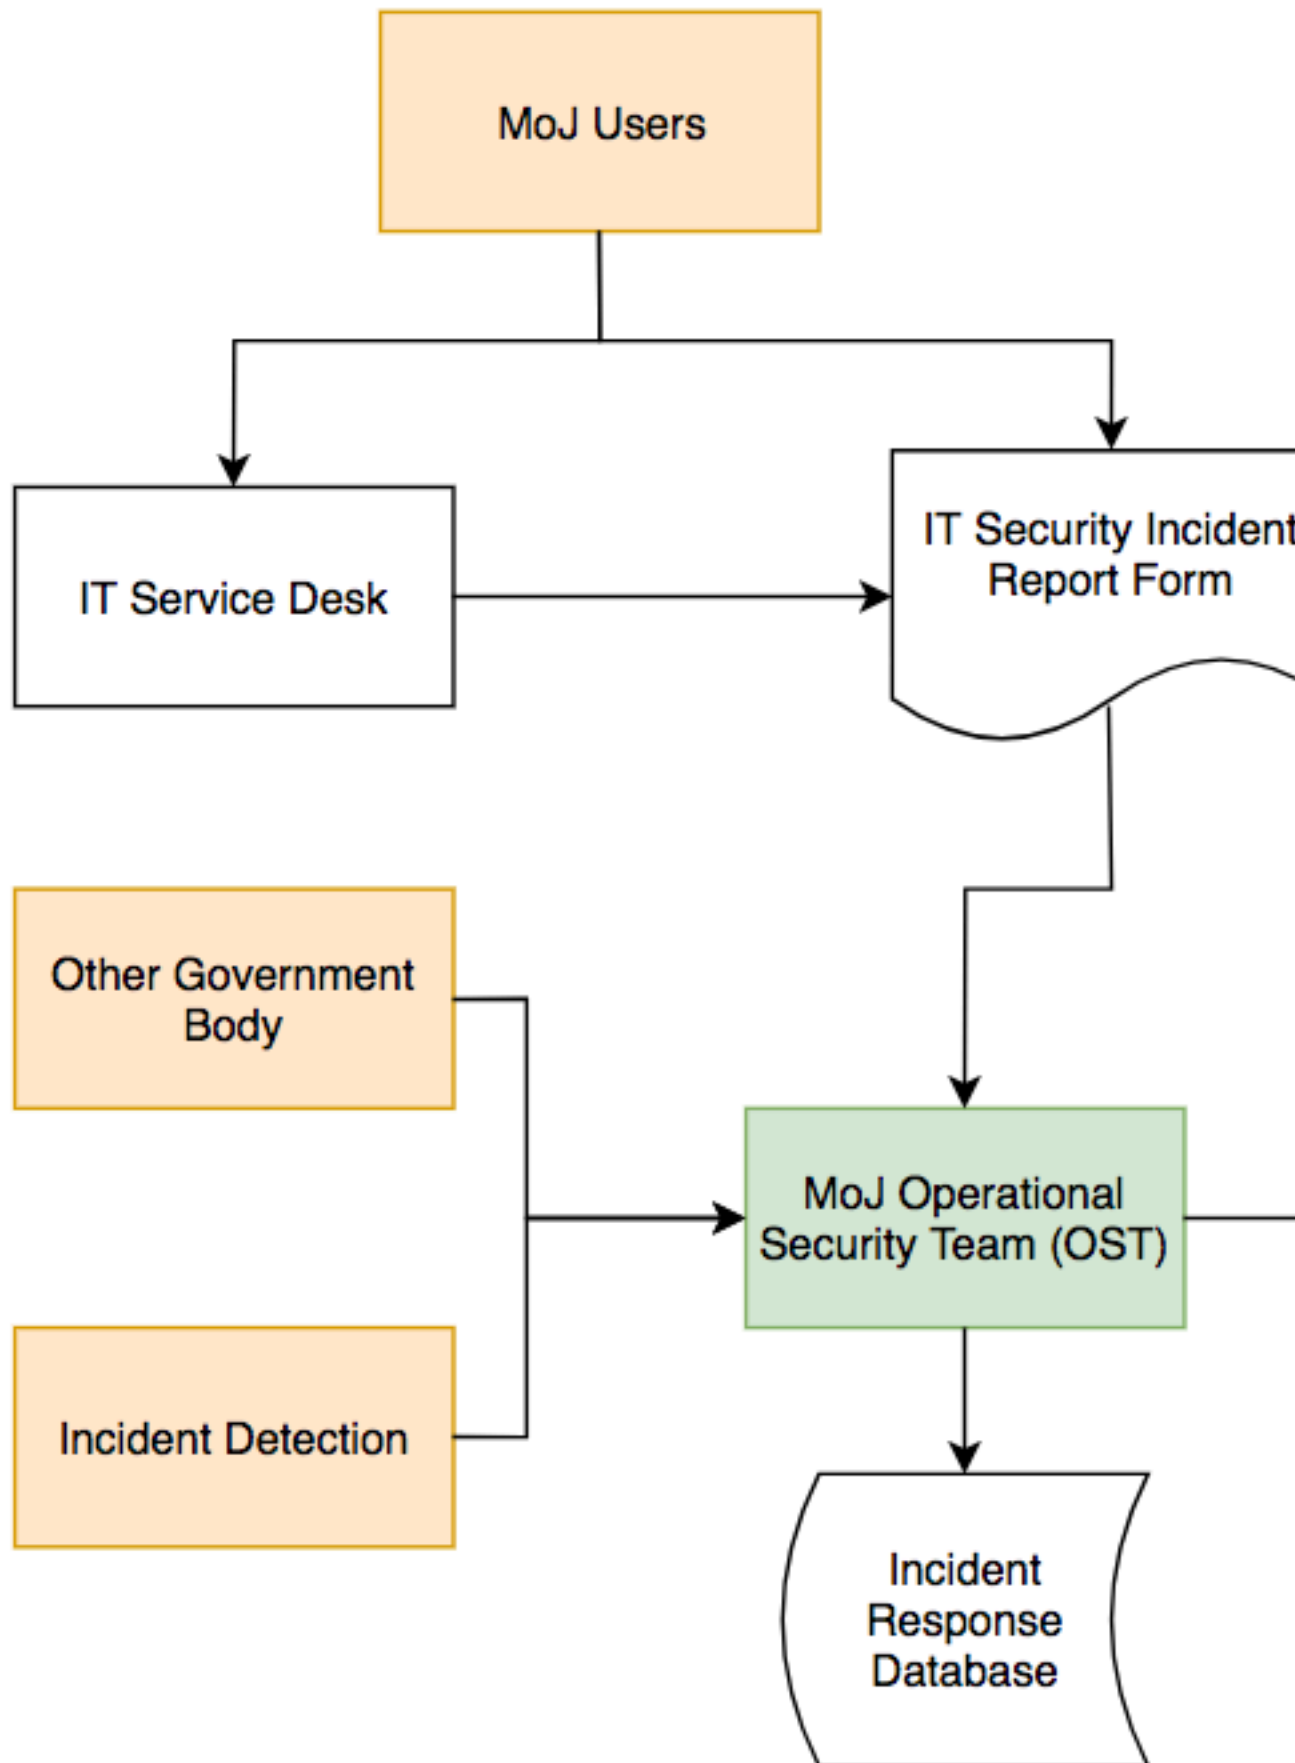 MoJ Users
IT Service Desk
IT Security Incident
Report Form
Other Government
Body
MoJ Operational
Security Team (OST)
Incident Detection
Incident
Response
Database